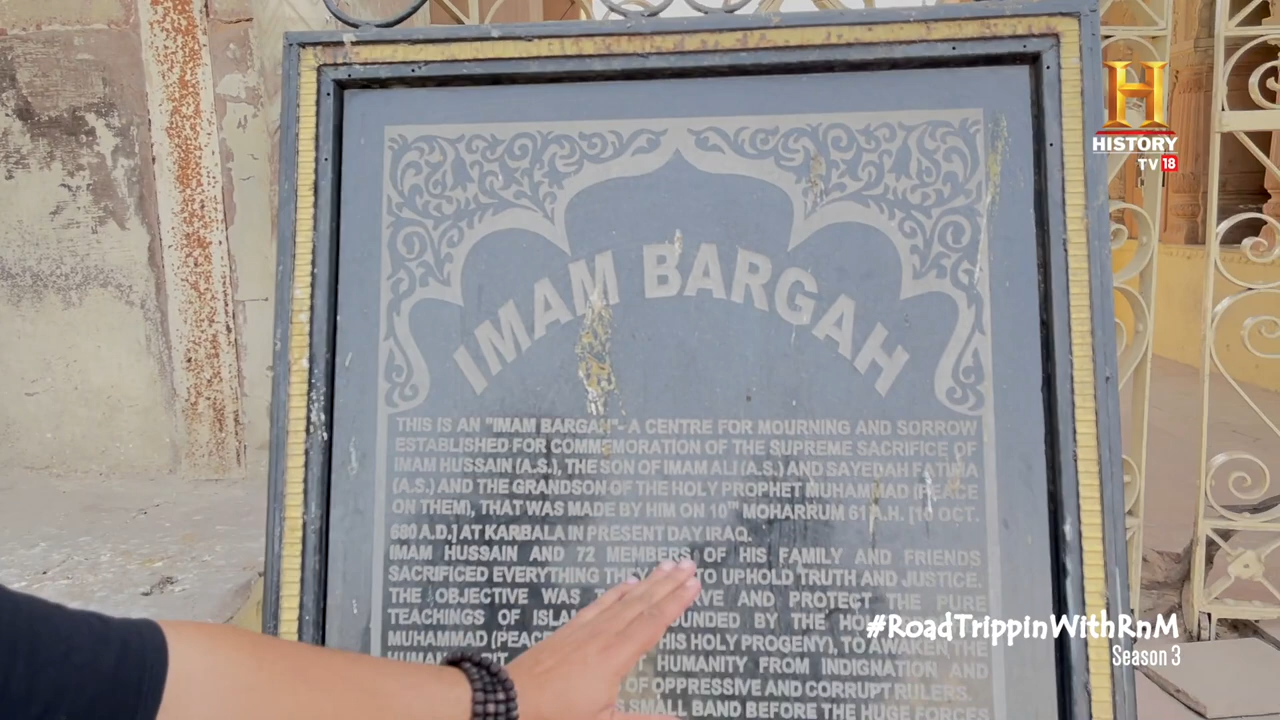 H
HISTORY
TV 18
IMAM BARGAH
THIS IS AN "IMAM BARGAH"- A CENTRE FOR MOURNING AND SORROW
ESTABLISHED FOR COMMEMORATION OF THE SUPREME SACRIFICE OF
IMAM HUSSAIN (A.S.), THE SON OF IMAM ALI (A.S.) AND SAYEDAH FATIMA
(A.S.) AND THE GRANDSON OF THE HOLY PROPHET MUHAMMAD (PEACE
ON THEM), THAT WAS MADE BY HIM ON 10TH MOHARRUM 61 A.H. [10 OCT.
680 A.D.] AT KARBALA IN PRESENT DAY IRAQ.
IMAM HUSSAIN AND 72 MEMBERS OF HIS FAMILY AND FRIENDS
SACRIFICED EVERYTHING THEY TO UPHOLD TRUTH AND JUSTICE.
THE OBJECTIVE WAS AND PROTECT THE PURE
TEACHINGS OF BY THE
MUHAMMAD (PEACE HIS HOLY PROGENY), TO AWAKEN THE
HUMANITY FROM INDIGNATION AND
OF OPPRESSIVE AND CORRUPT RULERS.
SMALL BAND BEFORE THE HUGE FORCES
#RoadTrippinWithRnM
Season 3